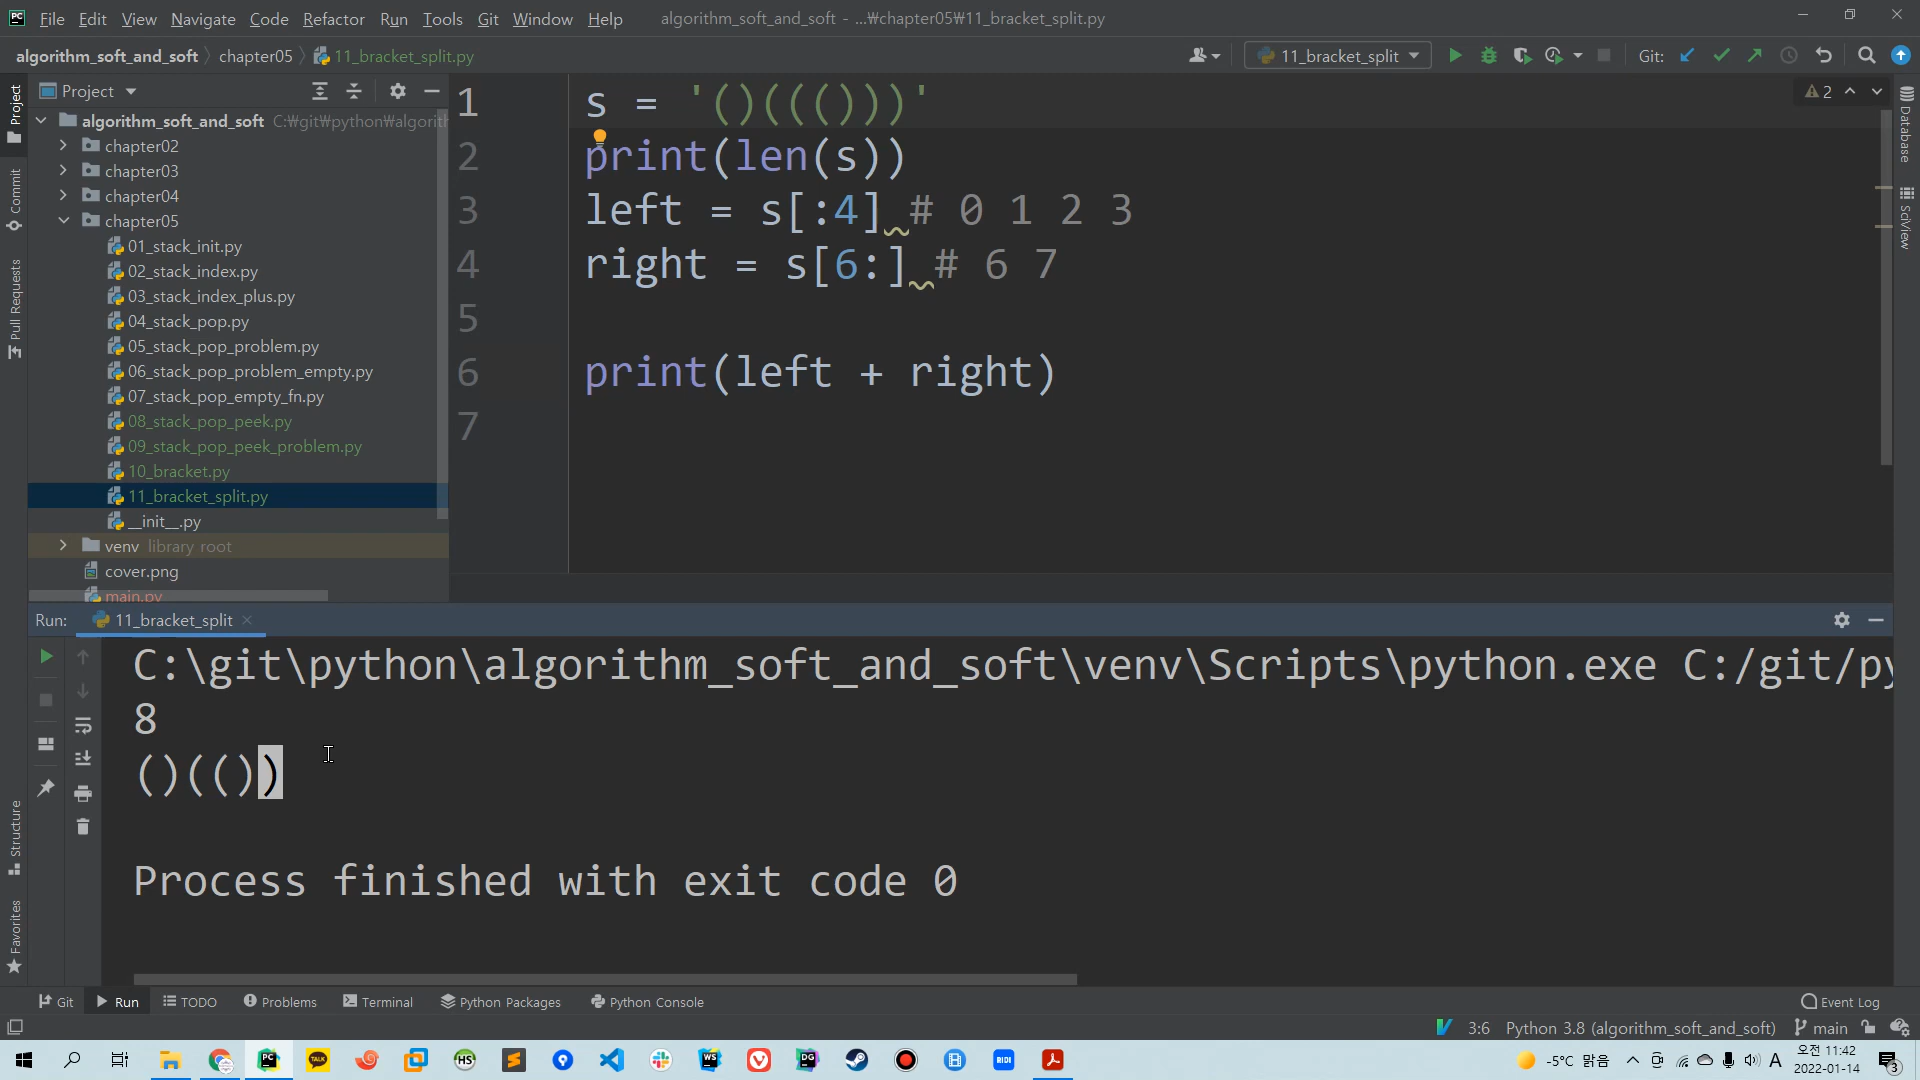 File Edit View Navigate Code Refactor Run Tools Git Window Help algorithm_soft_and_soft - ...₩chapter05₩11_bracket_split.py
algorithm_soft_and_soft chapter05 11_bracket_split.py
11_bracket_split
Git:
Project
algorithm_soft_and_soft C:₩git₩python₩algorith
chapter02
chapter03
chapter04
chapter05
01_stack_init.py
02_stack_index.py
03_stack_index_plus.py
04_stack_pop.py
05_stack_pop_problem.py
06_stack_pop_problem_empty.py
07_stack_pop_empty_fn.py
08_stack_pop_peek.py
09_stack_pop_peek_problem.py
10_bracket.py
11_bracket_split.py
__init__.py
venv library root
cover.png
main.py
Project
Commit
Pull Requests
Structure
Favorites
1 s = '()((()))'
2 print(len(s))
3 left = s[:4] # 0 1 2 3
4 right = s[6:] # 6 7
5
6 print(left + right)
7
2
Database
SciView
Run: 11_bracket_split
C:\git\python\algorithm_soft_and_soft\venv\Scripts\python.exe C:/git/py
8
()(())
Process finished with exit code 0
Git Run TODO Problems Terminal Python Packages Python Console Event Log
3:6 Python 3.8 (algorithm_soft_and_soft) main
-5°C 맑음 A 오전 11:42
2022-01-14
3